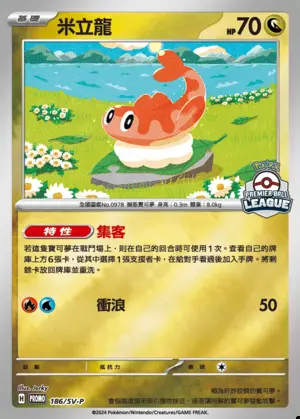 基礎 米立龍 HP70
Pokémon
PREMIER BALL
LEAGUE
全國圖鑑No.0978 擬態寶可夢 身高:0.3m 體重:8.0kg
特性 集客
若這隻寶可夢在戰鬥場上,則在自己的回合時可使用1次。查看自己的牌
庫上方6張卡,從其中選擇1張支援者卡,在給對手看過後加入手牌。將剩
餘卡放回牌庫並重洗。
衝浪 50
弱點 抵抗力 撤退
Illus. Jerky
H PROMO 186/SV-P
©2024 Pokémon/Nintendo/Creatures/GAME FREAK.